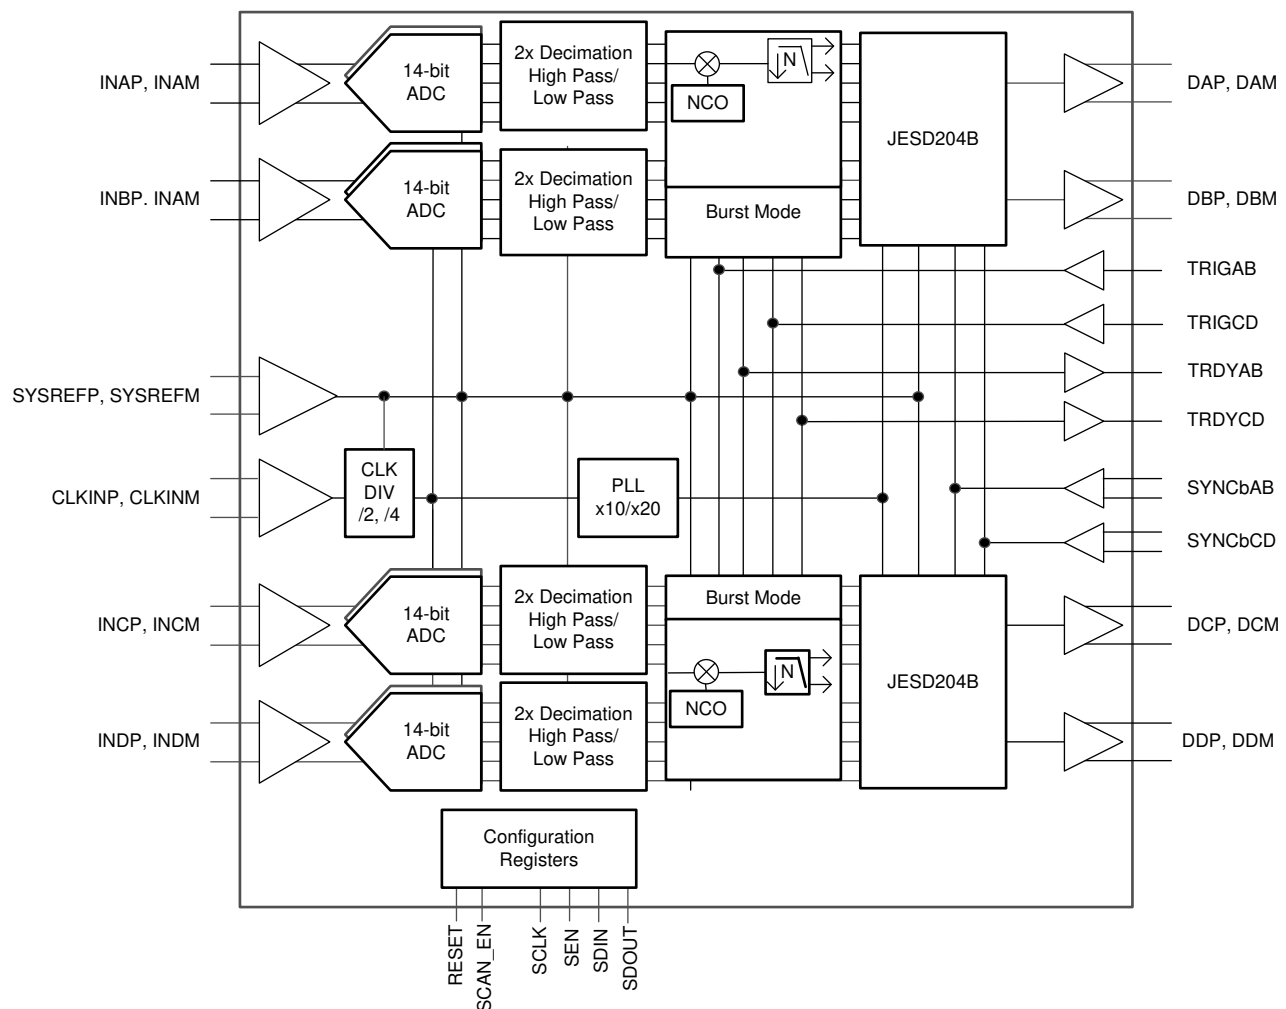 INAP, INAM
14-bit
ADC
2x Decimation
High Pass/
Low Pass
NCO
N
JESD204B
DAP, DAM
INBP. INAM
14-bit
ADC
2x Decimation
High Pass/
Low Pass
Burst Mode
DBP, DBM
TRIGAB
TRIGCD
TRDYAB
TRDYCD
SYSREFP, SYSREFM
CLKINP, CLKINM
CLK
DIV
/2, /4
PLL
x10/x20
SYNCbAB
SYNCbCD
INCP, INCM
14-bit
ADC
2x Decimation
High Pass/
Low Pass
Burst Mode
NCO
N
JESD204B
DCP, DCM
INDP, INDM
14-bit
ADC
2x Decimation
High Pass/
Low Pass
DDP, DDM
Configuration
Registers
RESET
SCAN_EN
SCLK
SEN
SDIN
SDOUT